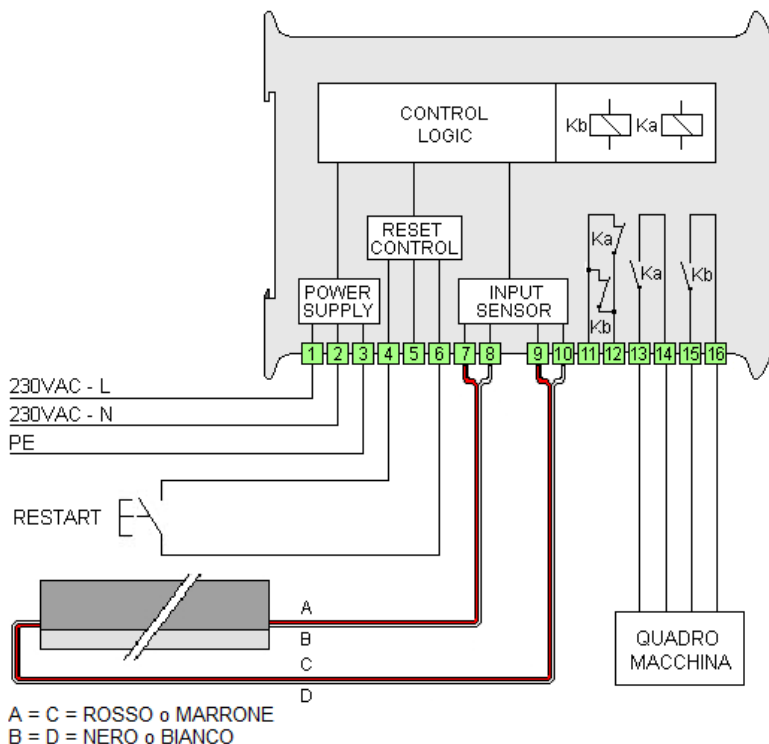 CONTROL
LOGIC
Kb
Ka
RESET
CONTROL
POWER
SUPPLY
INPUT
SENSOR
Ka
Kb
Ka
Kb
1 2 3 4 5 6 7 8 9 10 11 12 13 14 15 16
230VAC - L
230VAC - N
PE
RESTART
A
B
C
D
QUADRO
MACCHINA
A = C = ROSSO o MARRONE
B = D = NERO o BIANCO